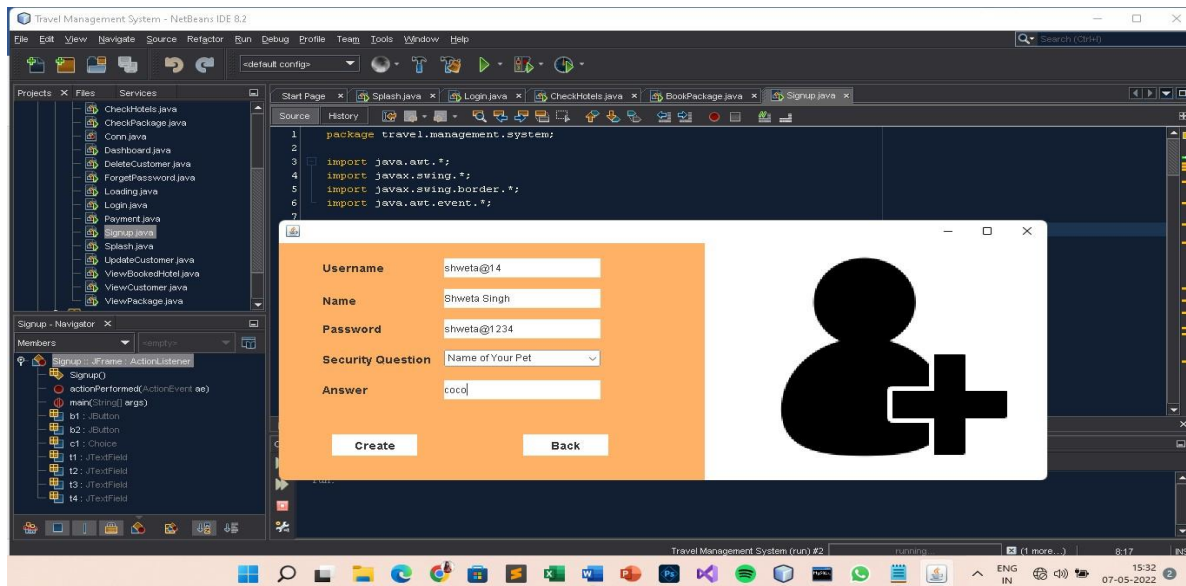 Travel Management System - NetBeans IDE 8.2
File Edit View Navigate Source Refactor Run Debug Profile Team Tools Window Help
Search (Ctrl+I)
<default config>
Projects Files Services
Start Page Splash.java Login.java CheckHotels.java BookPackage.java Signup.java
Source History
CheckHotels.java
CheckPackage.java
Conn.java
Dashboard.java
DeleteCustomer.java
ForgetPassword.java
Loading.java
Login.java
Payment.java
Signup.java
Splash.java
UpdateCustomer.java
ViewBookedHotel.java
ViewCustomer.java
ViewPackage.java
1 package travel.management.system;
2
3 import java.awt.*;
4 import javax.swing.*;
5 import javax.swing.border.*;
6 import java.awt.event.*;
7
Signup - Navigator
Members <empty>
Signup :: JFrame : ActionListener
Signup()
actionPerformed(ActionEvent ae)
main(String[] args)
b1 : JButton
b2 : JButton
c1 : Choice
t1 : JTextField
t2 : JTextField
t3 : JTextField
t4 : JTextField
Username shweta@14
Name Shweta Singh
Password shweta@1234
Security Question Name of Your Pet
Answer coco
Create Back
run:
Travel Management System (run) #2 running... (1 more...) 8:17 INS
ENG
IN
15:32
07-05-2022
2